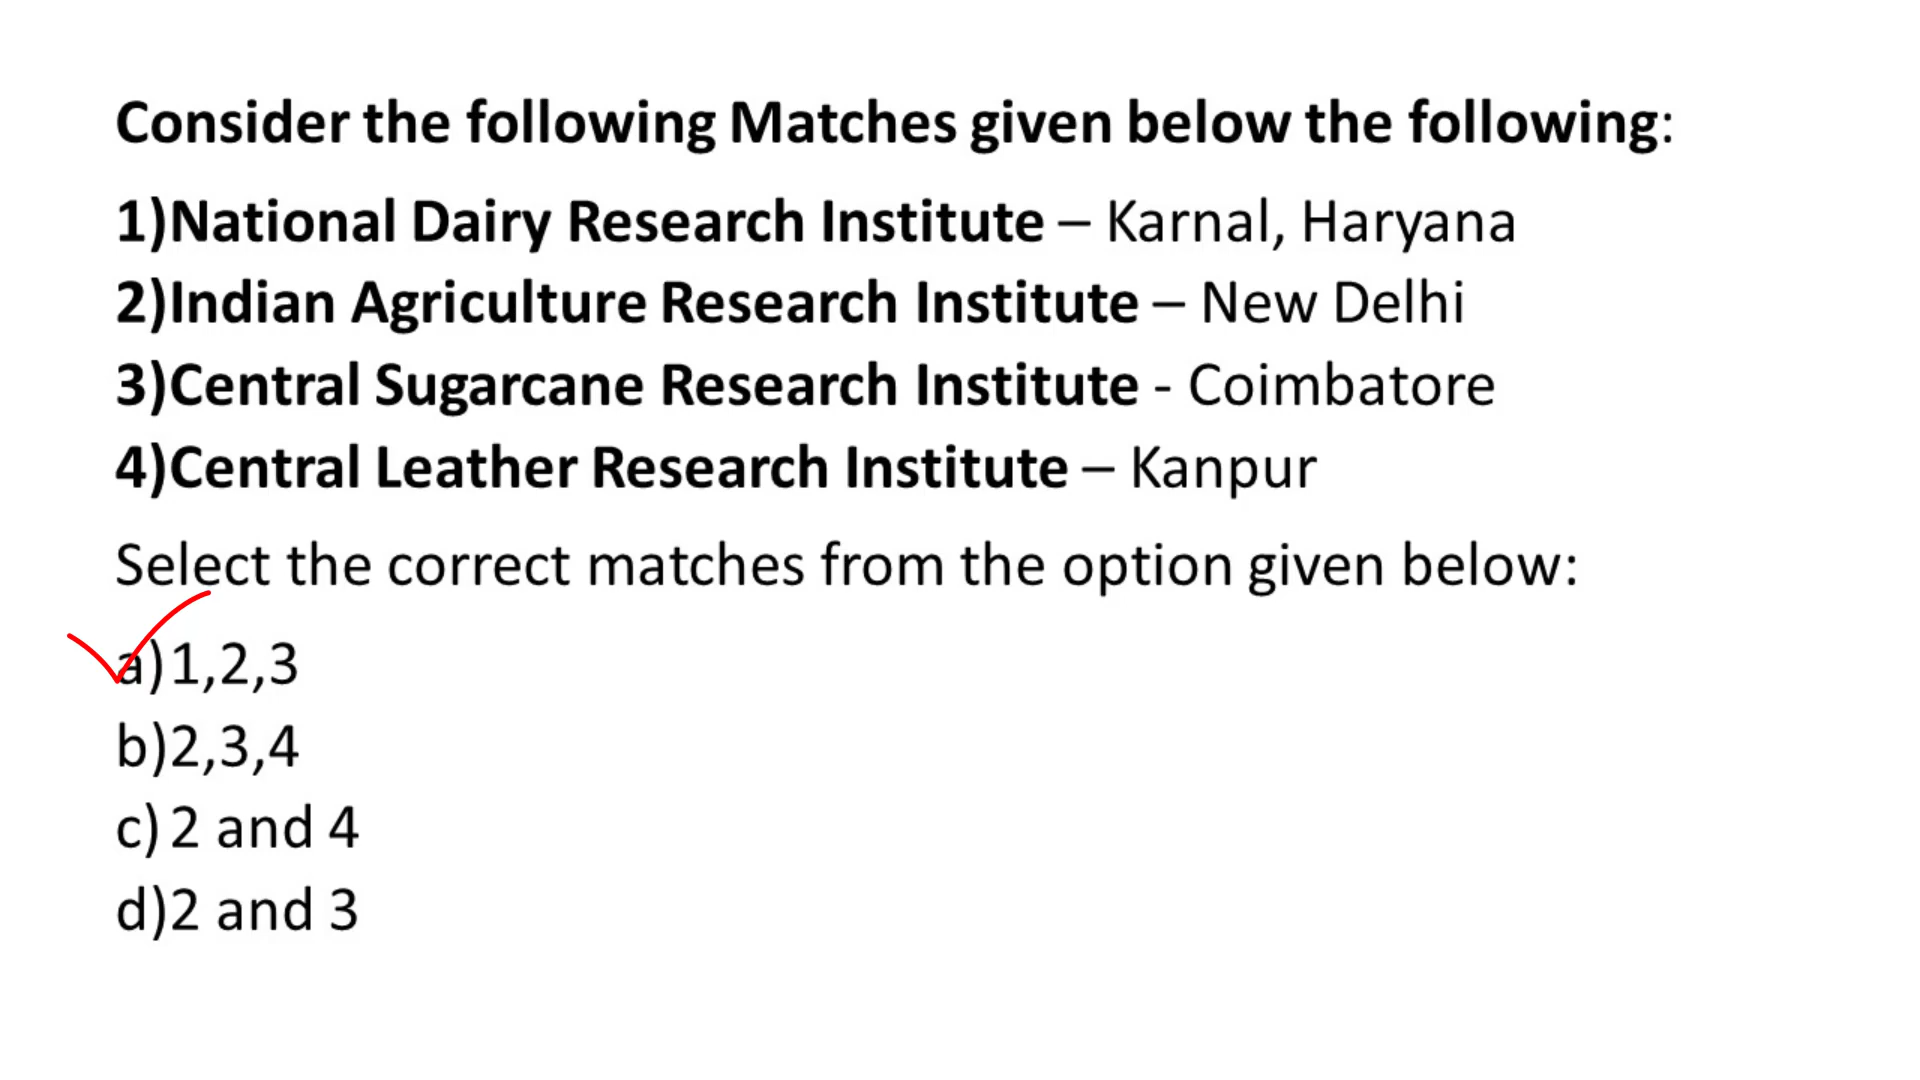 Consider the following Matches given below the following:
1)National Dairy Research Institute – Karnal, Haryana
2)Indian Agriculture Research Institute – New Delhi
3)Central Sugarcane Research Institute - Coimbatore
4)Central Leather Research Institute – Kanpur
Select the correct matches from the option given below:
a)1,2,3
b)2,3,4
c)2 and 4
d)2 and 3